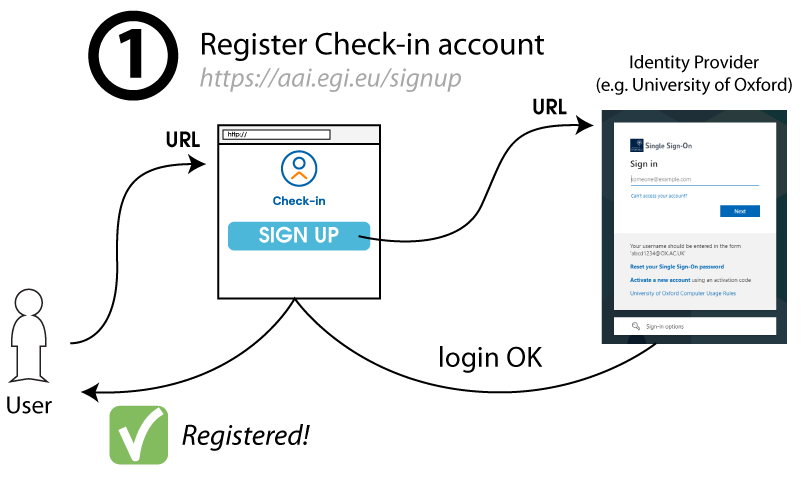 1
Register Check-in account
https://aai.egi.eu/signup
Identity Provider
(e.g. University of Oxford)
URL
URL
http://
Check-in
SIGN UP
Single Sign-On
Sign in
someone@example.com
Can't access your account?
Next
Your username should be entered in the form
'abcd1234@OX.AC.UK'
Reset your Single Sign-On password
Activate a new account using an activation code
University of Oxford Computer Usage Rules
Sign-in options
login OK
User
Registered!